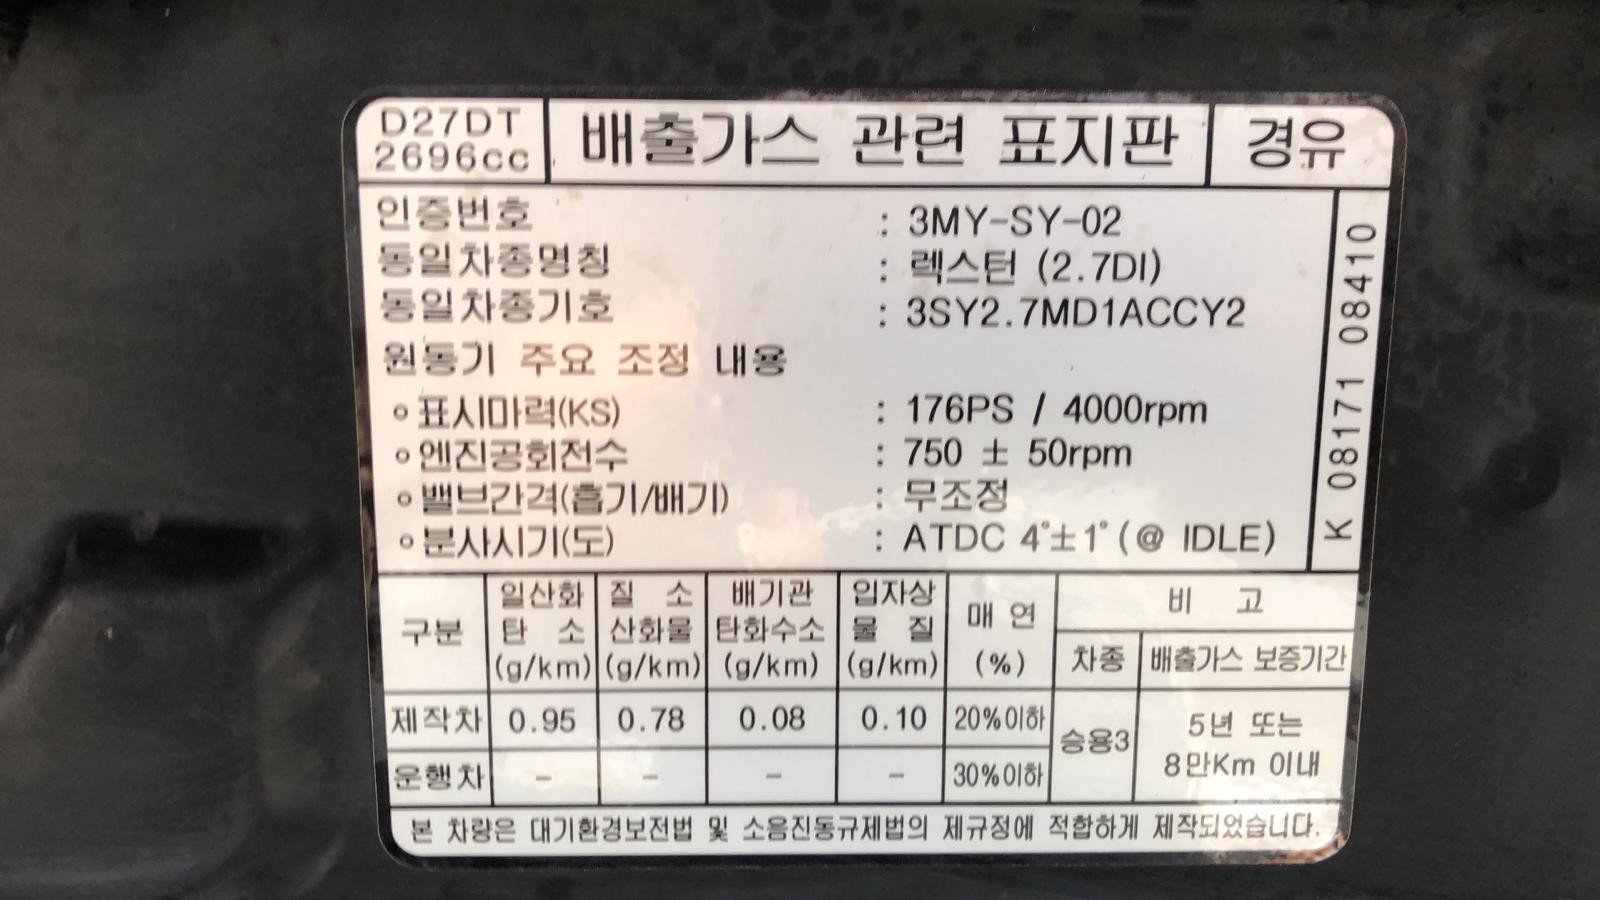 D27DT
2696cc
배출가스 관련 표지판
경유
인증번호 : 3MY-SY-02
동일차종명칭 : 렉스턴 (2.7DI)
동일차종기호 : 3SY2.7MD1ACCY2
원동기 주요 조정 내용
∘표시마력(KS) : 176PS / 4000rpm
∘엔진공회전수 : 750 ± 50rpm
∘밸브간격(흡기/배기) : 무조정
∘분사시기(도) : ATDC 4°±1°(@ IDLE)
K 08171 08410
구분 일산화탄소(g/km) 질소산화물(g/km) 배기관탄화수소(g/km) 입자상물질(g/km) 매연(%) 비고
차종 배출가스 보증기간
제작차 0.95 0.78 0.08 0.10 20%이하 승용3 5년 또는
운행차 - - - - 30%이하 8만Km 이내
본 차량은 대기환경보전법 및 소음진동규제법의 제규정에 적합하게 제작되었습니다.